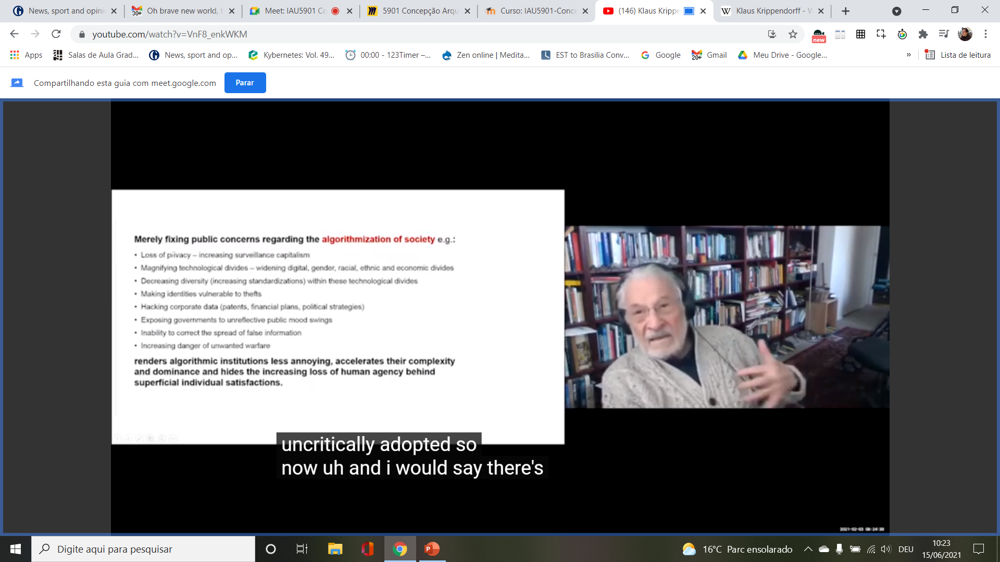 News, sport and opini
Oh brave new world, t
Meet: IAU5901 Co
5901 Concepção Arqu
Curso: IAU5901-Conce
(146) Klaus Krippe
Klaus Krippendorff - W
youtube.com/watch?v=VnF8_enkWKM
new
Apps
Salas de Aula Grad...
News, sport and op...
Kybernetes: Vol. 49...
00:00 - 123Timer –...
Zen online | Medita...
EST to Brasilia Conv...
Google
Gmail
Meu Drive - Google...
»
Lista de leitura
Compartilhando esta guia com meet.google.com
Parar
Merely fixing public concerns regarding the algorithmization of society e.g.:
• Loss of privacy – increasing surveillance capitalism
• Magnifying technological divides – widening digital, gender, racial, ethnic and economic divides
• Decreasing diversity (increasing standardizations) within these technological divides
• Making identities vulnerable to thefts
• Hacking corporate data (patents, financial plans, political strategies)
• Exposing governments to unreflective public mood swings
• Inability to correct the spread of false information
• Increasing danger of unwanted warfare
renders algorithmic institutions less annoying, accelerates their complexity
and dominance and hides the increasing loss of human agency behind
superficial individual satisfactions.
uncritically adopted so
now uh and i would say there's
Digite aqui para pesquisar
16°C Parc ensolarado
DEU
10:23
15/06/2021